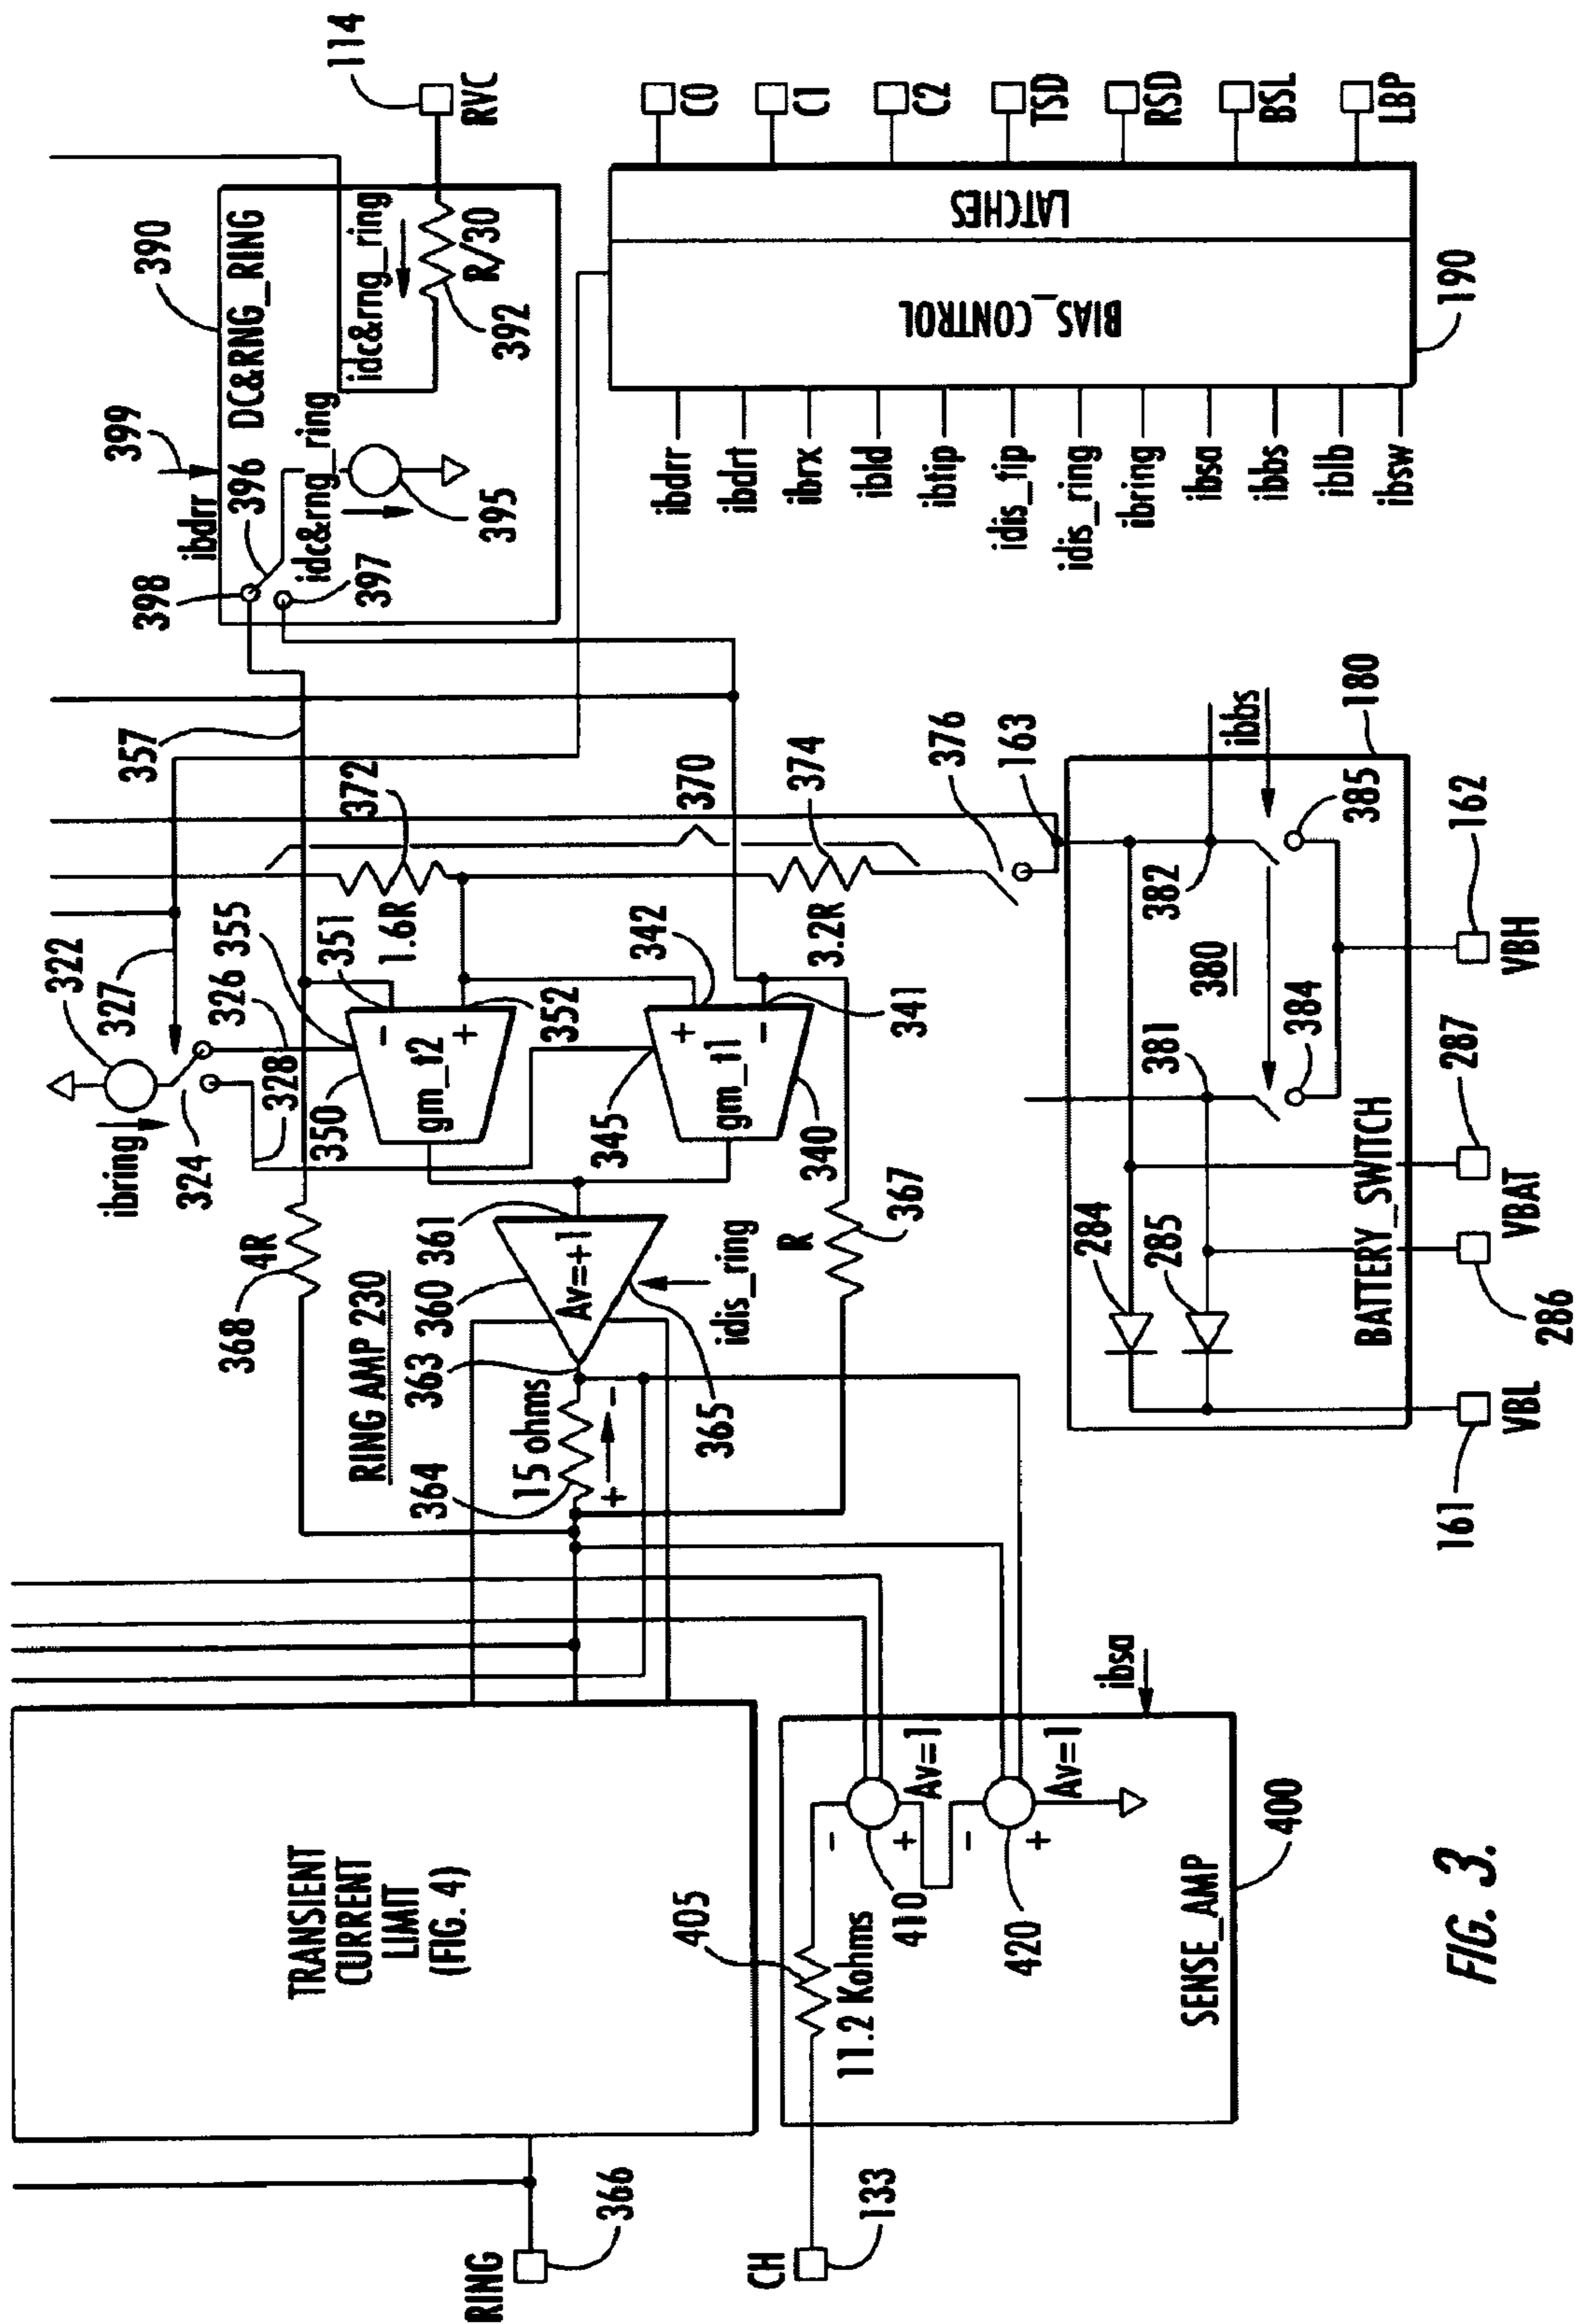 RING
366
TRANSIENT
CURRENT
LIMIT
(FIG. 4)
CH
133
405
11.2 Kohms
410
420
-
+
Av=1
-
+
Av=1
SENSE_AMP
400
ibsa
RING AMP 230
368
4R
364
15 ohms
+
-
363
360
361
Av=+1
365
idis_ring
R
367
ibring
322
324
327
326
328
355
350
gm_t2
-
+
351
352
345
gm_t1
+
-
342
341
340
357
372
1.6R
370
374
3.2R
376
163
398
ibdrr
399
396
397
390
DC&RNG_RING
idc&rng_ring
395
idc&rng_ring
R/30
392
114
RVC
ibdrr
ibdrt
ibrx
ibld
ibtip
idis_tip
idis_ring
ibring
ibsa
ibbs
iblb
ibsw
BIAS_CONTROL
LATCHES
190
C0
C1
C2
TSD
RSD
BSL
LBP
284
285
381
380
382
384
385
ibbs
180
BATTERY_SWITCH
161
VBL
286
VBAT
287
VBH
162
FIG. 3.